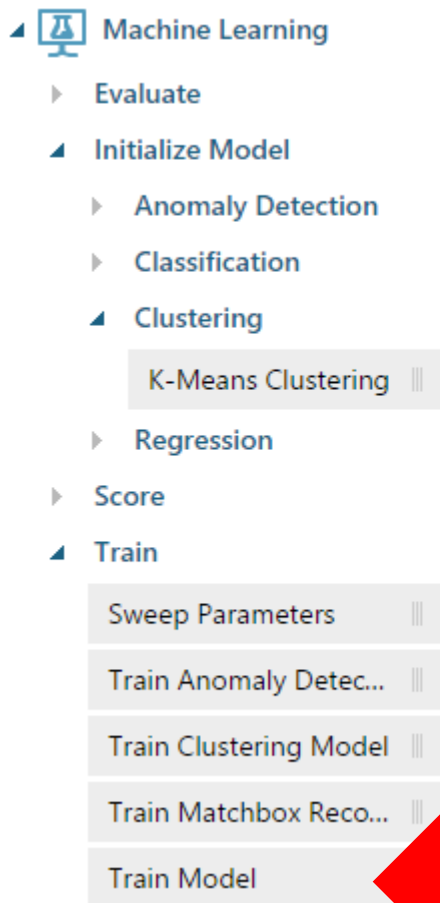 Machine Learning
Evaluate
Initialize Model
Anomaly Detection
Classification
Clustering
K-Means Clustering
Regression
Score
Train
Sweep Parameters
Train Anomaly Detec...
Train Clustering Model
Train Matchbox Reco...
Train Model